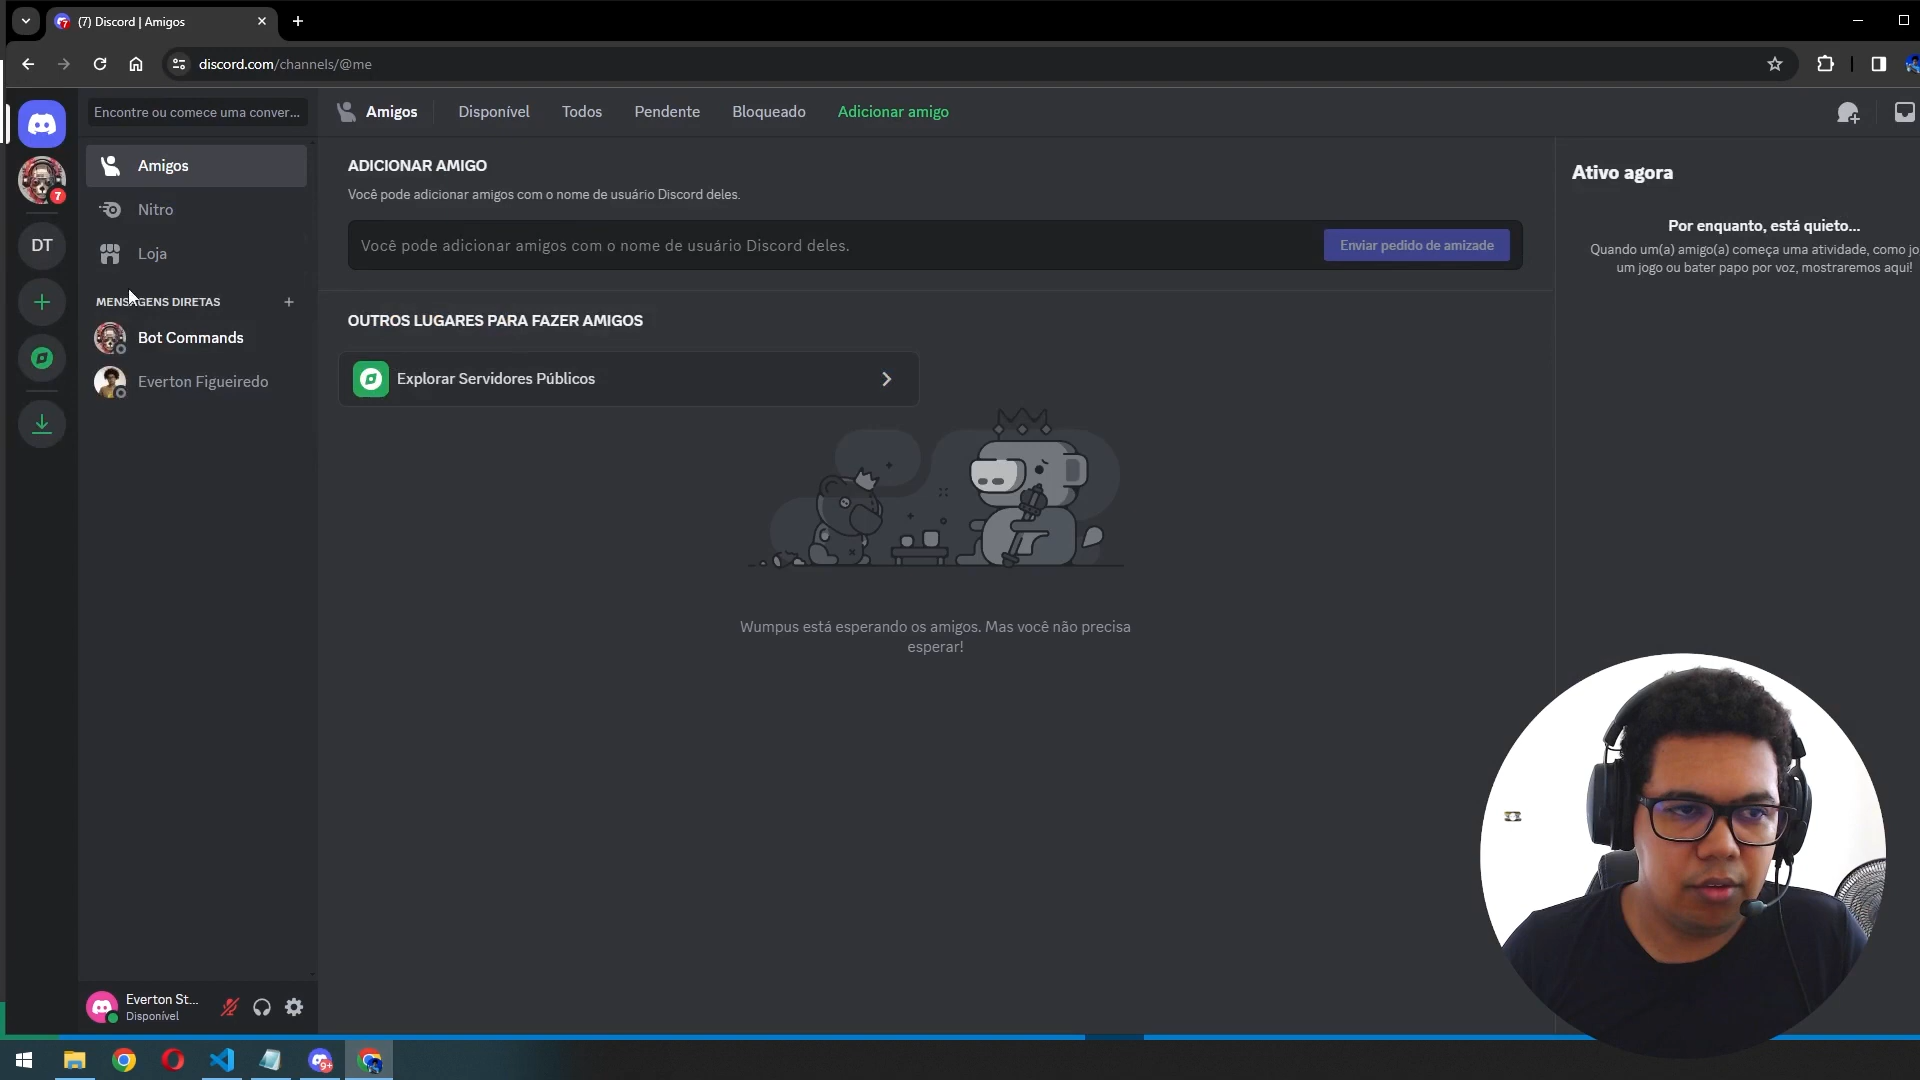 (7) Discord | Amigos
discord.com/channels/@me
Encontre ou comece uma conver...
Amigos
Disponível
Todos
Pendente
Bloqueado
Adicionar amigo
7
DT
Amigos
Nitro
Loja
MENSAGENS DIRETAS
Bot Commands
Everton Figueiredo
ADICIONAR AMIGO
Você pode adicionar amigos com o nome de usuário Discord deles.
Você pode adicionar amigos com o nome de usuário Discord deles.
Enviar pedido de amizade
OUTROS LUGARES PARA FAZER AMIGOS
Explorar Servidores Públicos
Wumpus está esperando os amigos. Mas você não precisa
esperar!
Ativo agora
Por enquanto, está quieto...
Quando um(a) amigo(a) começa uma atividade, como jo
um jogo ou bater papo por voz, mostraremos aqui!
Everton St...
Disponível
9+